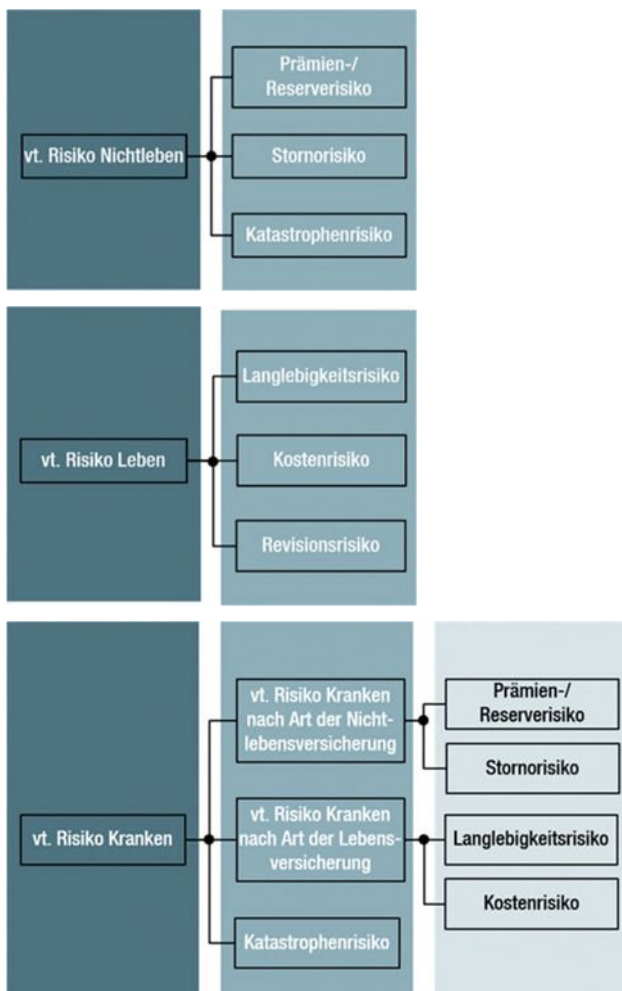 Prämien-/
Reserverisiko
vt. Risiko Nichtleben
Stornorisiko
Katastrophenrisiko
Langlebigkeitsrisiko
vt. Risiko Leben
Kostenrisiko
Revisionsrisiko
vt. Risiko Kranken
vt. Risiko Kranken
nach Art der Nicht-
lebensversicherung
Prämien-/
Reserverisiko
Stornorisiko
vt. Risiko Kranken
nach Art der Lebens-
versicherung
Langlebigkeitsrisiko
Kostenrisiko
Katastrophenrisiko